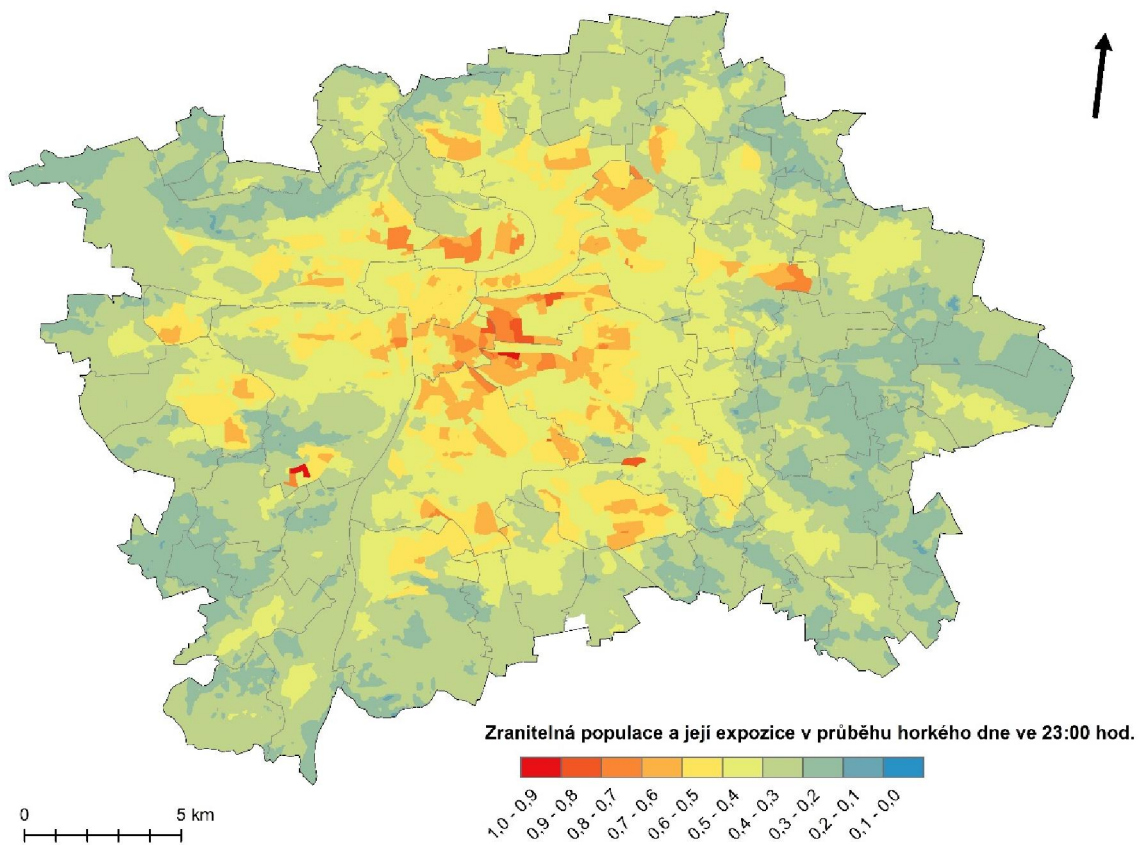 Zranitelná populace a její expozice v průběhu horkého dne ve 23:00 hod.
1,0 - 0,9
0,9 - 0,8
0,8 - 0,7
0,7 - 0,6
0,6 - 0,5
0,5 - 0,4
0,4 - 0,3
0,3 - 0,2
0,2 - 0,1
0,1 - 0,0
0 5 km